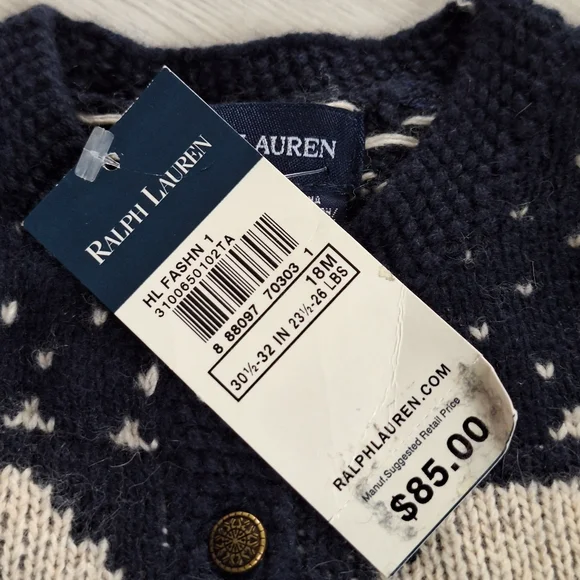 RALPH LAUREN
HL FASHN 1
3100650102TA
8 88097 70303 1
18M
30½-32 IN 23½-26 LBS
RALPHLAUREN.COM
Manuf.Suggested Retail Price
$85.00
LAUREN